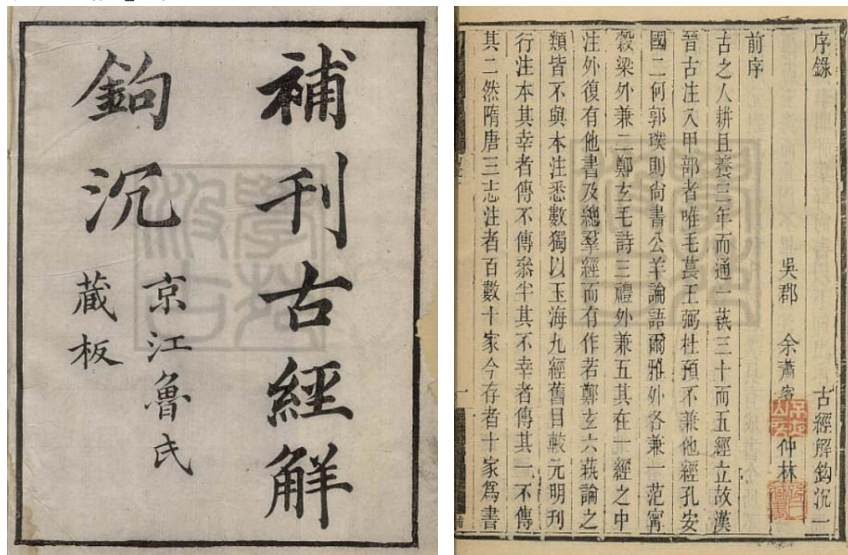 補刊古經觧
鉤沉
京江魯氏
藏板
序錄 古經解鉤沉一
吳郡 余蕭客 仲林
前序
古之人耕且養三年而通一蓺三十而五經立故漢
晉古注入甲部者唯毛萇王弼杜預不兼他經孔安
國二何郭璞則尚書公羊論語爾雅外各兼一范甯
穀梁外兼二鄭玄毛詩三禮外兼五其在一經之中
注外復有他書及總羣經而有作若鄭玄六蓺論之
類皆不與本注悉數獨以玉海九經舊目較元明刊
行注本其幸者傳不傳叅半其不幸者傳其一不傳
其二然隋唐三志注者百數十家今存者十家爲書